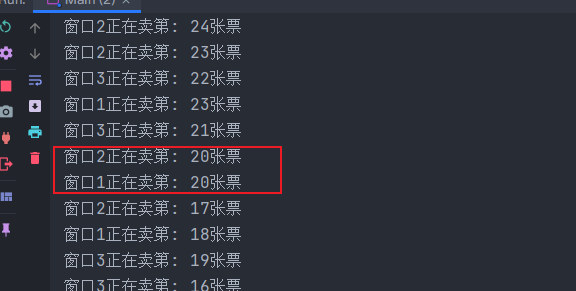 Run:
Main (2) ×
窗口2正在卖第: 24张票
窗口2正在卖第: 23张票
窗口3正在卖第: 22张票
窗口1正在卖第: 23张票
窗口3正在卖第: 21张票
窗口2正在卖第: 20张票
窗口1正在卖第: 20张票
窗口2正在卖第: 17张票
窗口1正在卖第: 18张票
窗口3正在卖第: 19张票
窗口3正在卖第: 16张票